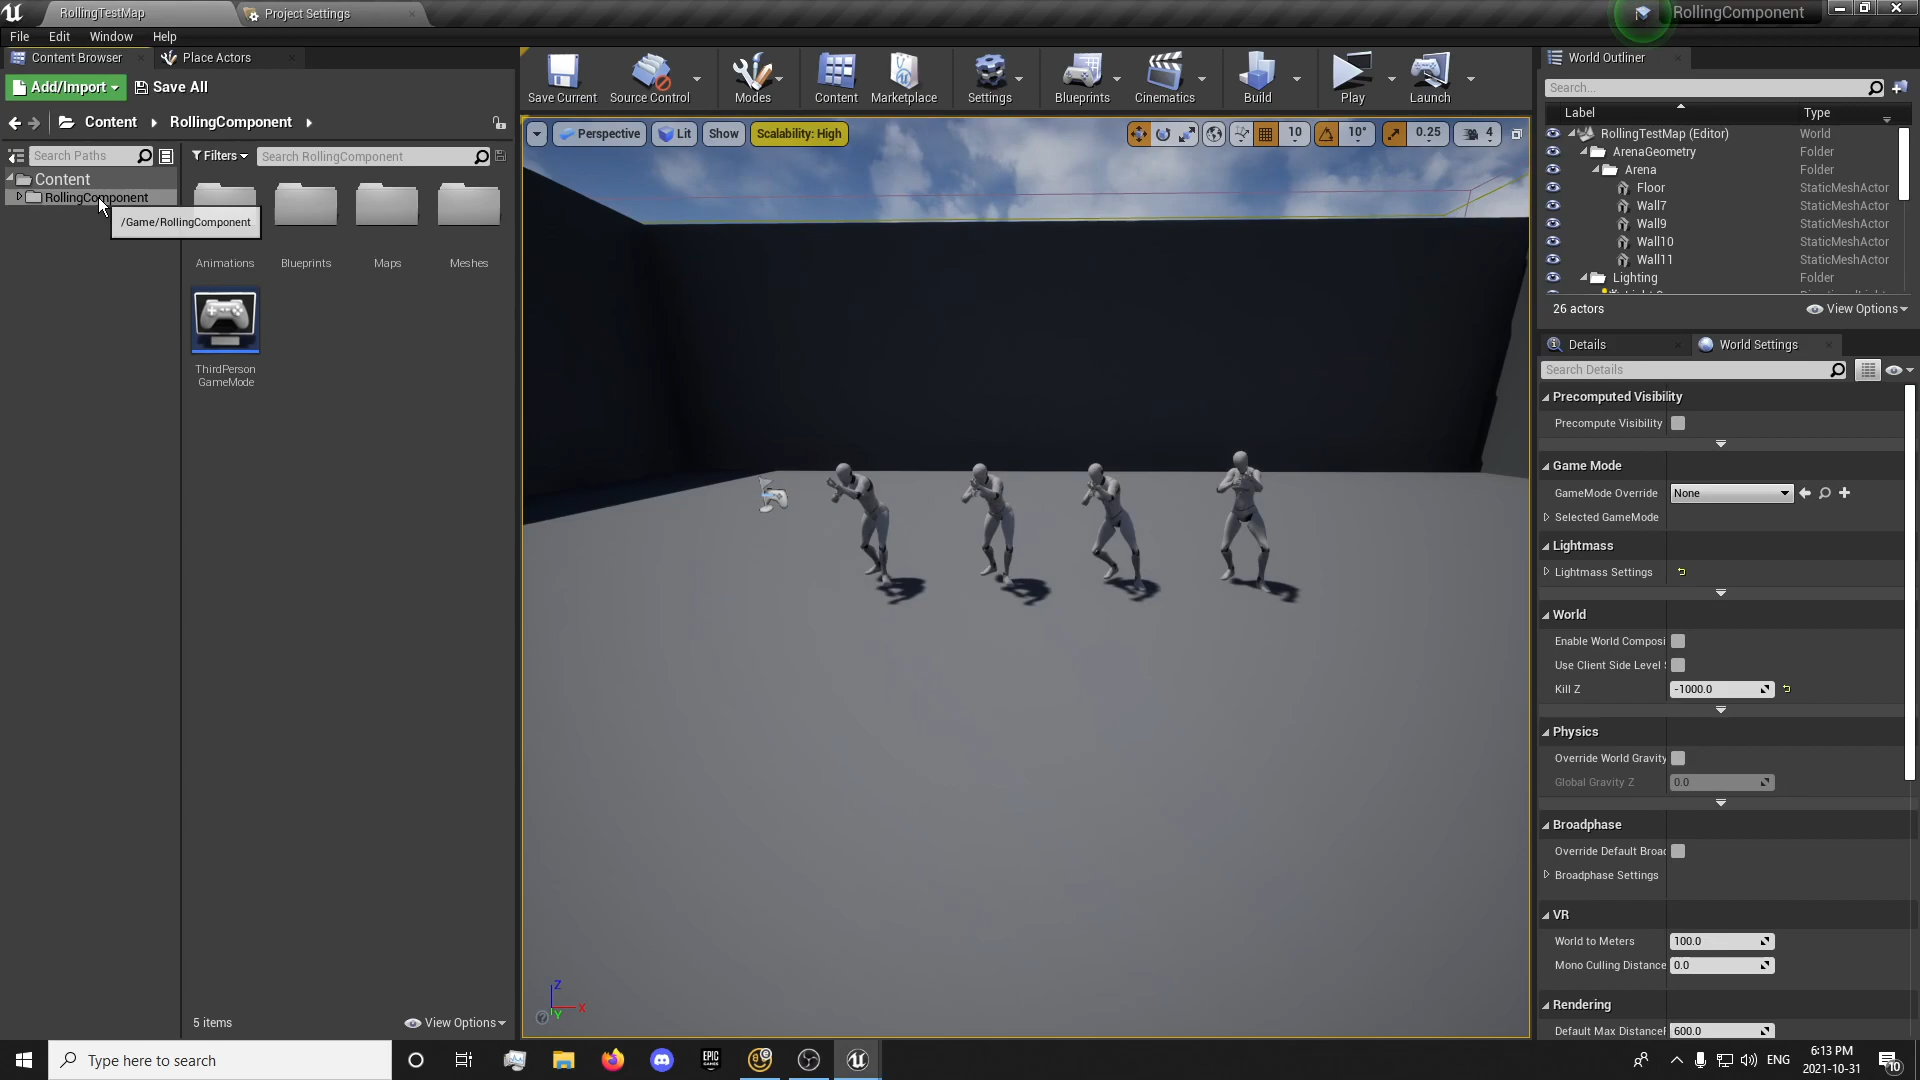 RollingTestMap
Project Settings
RollingComponent
File Edit Window Help
Content Browser
Place Actors
Add/Import
Save All
Content
RollingComponent
Search Paths
Filters
Search RollingComponent
Content
RollingComponent
/Game/RollingComponent
Animations
Blueprints
Maps
Meshes
ThirdPerson
GameMode
5 items
View Options
Save Current
Source Control
Modes
Content
Marketplace
Settings
Blueprints
Cinematics
Build
Play
Launch
Perspective
Lit
Show
Scalability: High
10
10°
0.25
4
Z
X
Y
World Outliner
Search...
Label
Type
RollingTestMap (Editor) World
ArenaGeometry Folder
Arena Folder
Floor StaticMeshActor
Wall7 StaticMeshActor
Wall9 StaticMeshActor
Wall10 StaticMeshActor
Wall11 StaticMeshActor
Lighting Folder
26 actors
View Options
Details
World Settings
Search Details
Precomputed Visibility
Precompute Visibility
Game Mode
GameMode Override None
Selected GameMode
Lightmass
Lightmass Settings
World
Enable World Composi
Use Client Side Level
Kill Z -1000.0
Physics
Override World Gravity
Global Gravity Z 0.0
Broadphase
Override Default Broad
Broadphase Settings
VR
World to Meters 100.0
Mono Culling Distance 0.0
Rendering
Default Max Distance 600.0
Type here to search
EPIC
GAMES
ENG
6:13 PM
2021-10-31
10